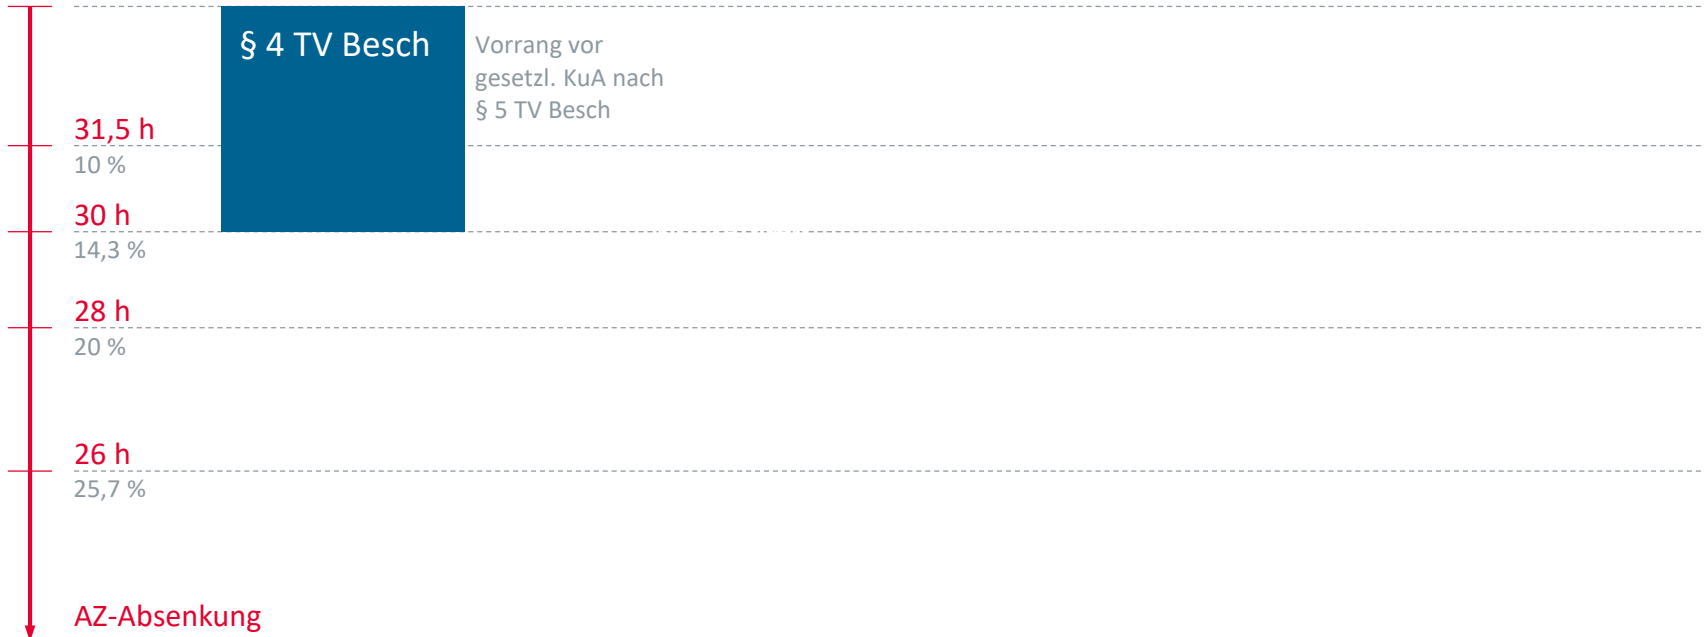 § 4 TV Besch
Vorrang vor
gesetzl. KuA nach
§ 5 TV Besch
31,5 h
10 %
30 h
14,3 %
28 h
20 %
26 h
25,7 %
AZ-Absenkung